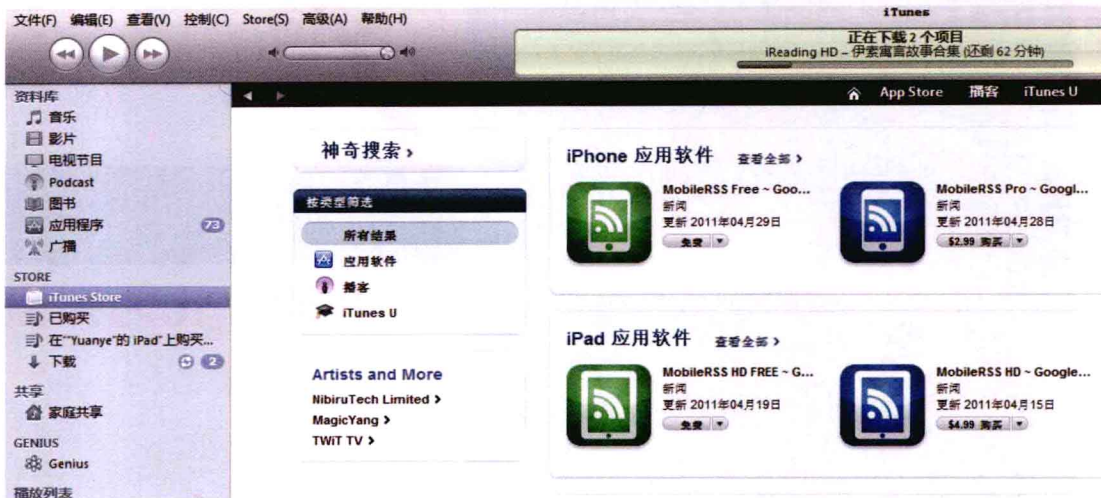 iTunes
文件(F) 编辑(E) 查看(V) 控制(C) Store(S) 高级(A) 帮助(H)
正在下载 2 个项目
iReading HD – 伊索寓言故事合集 (还剩 62 分钟)
App Store 播客 iTunes U
资料库
音乐
影片
电视节目
Podcast
图书
应用程序 73
广播
STORE
iTunes Store
已购买
在“"Yuanye"的 iPad”上购买...
下载 2
共享
家庭共享
GENIUS
Genius
播放列表
神奇搜索 ›
按类型筛选
所有结果
应用软件
播客
iTunes U
Artists and More
NibiruTech Limited ›
MagicYang ›
TWiT TV ›
iPhone 应用软件 查看全部 ›
MobileRSS Free ~ Goo...
新闻
更新 2011年04月29日
免费
MobileRSS Pro ~ Googl...
新闻
更新 2011年04月28日
$2.99 购买
iPad 应用软件 查看全部 ›
MobileRSS HD FREE ~ G...
新闻
更新 2011年04月19日
免费
MobileRSS HD ~ Google...
新闻
更新 2011年04月15日
$4.99 购买